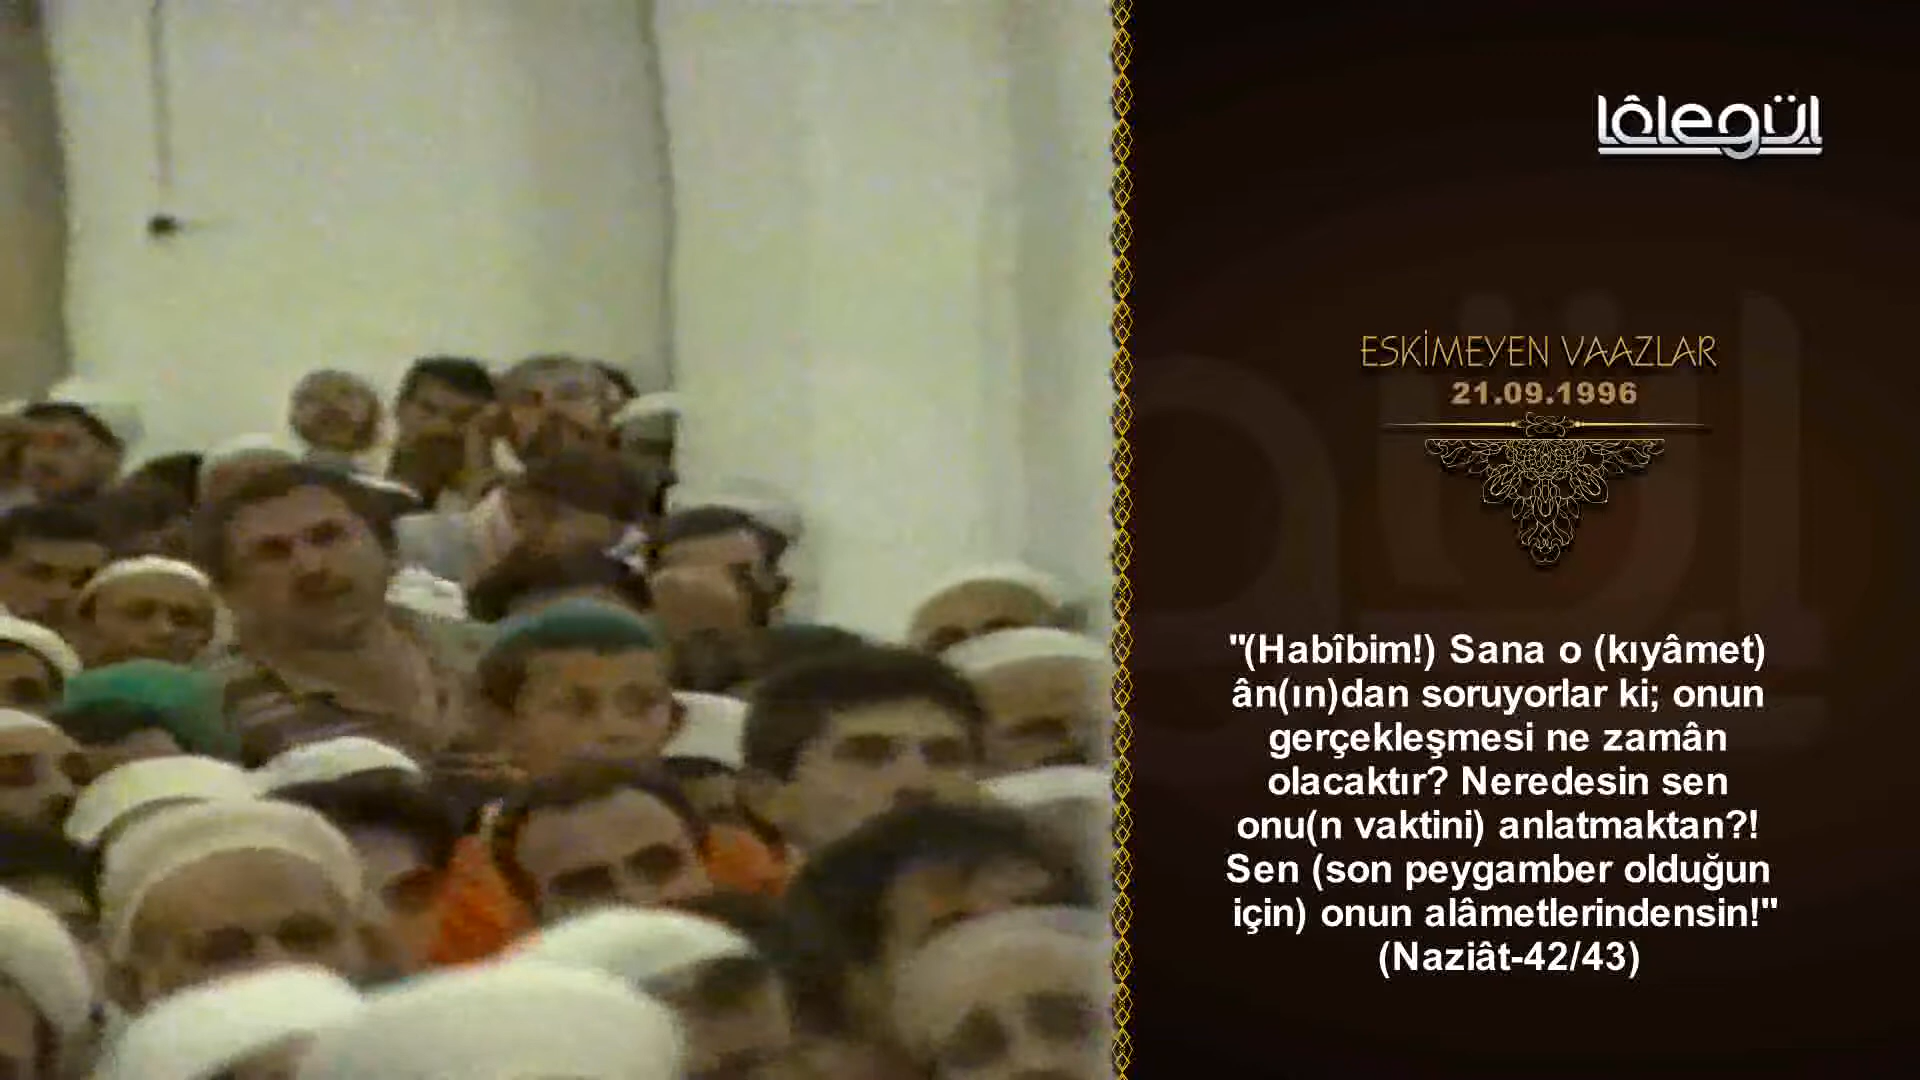 lâlegül
ESKİMEYEN VAAZLAR
21.09.1996
"(Habîbim!) Sana o (kıyâmet)
ân(ın)dan soruyorlar ki; onun
gerçekleşmesi ne zamân
olacaktır? Neredesin sen
onu(n vaktini) anlatmaktan?!
Sen (son peygamber olduğun
için) onun alâmetlerindensin!"
(Naziât-42/43)